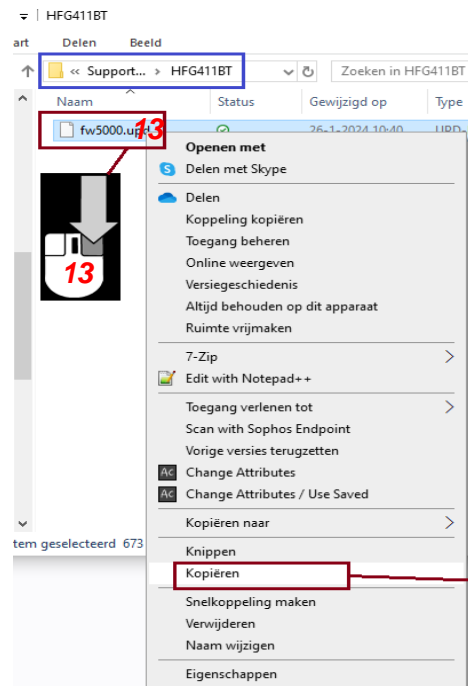 HFG411BT
art Delen Beeld
« Support... > HFG411BT Zoeken in HFG411BT
Naam Status Gewijzigd op Type
fw5000.upd 13 26-1-2024 10:40 UPD-
Openen met
Delen met Skype
Delen
Koppeling kopiëren
Toegang beheren
Online weergeven
13
Versiegeschiedenis
Altijd behouden op dit apparaat
Ruimte vrijmaken
7-Zip
Edit with Notepad++
Toegang verlenen tot
Scan with Sophos Endpoint
Vorige versies terugzetten
Ac Change Attributes
Ac Change Attributes / Use Saved
Kopiëren naar
tem geselecteerd 673
Knippen
Kopiëren
Snelkoppeling maken
Verwijderen
Naam wijzigen
Eigenschappen